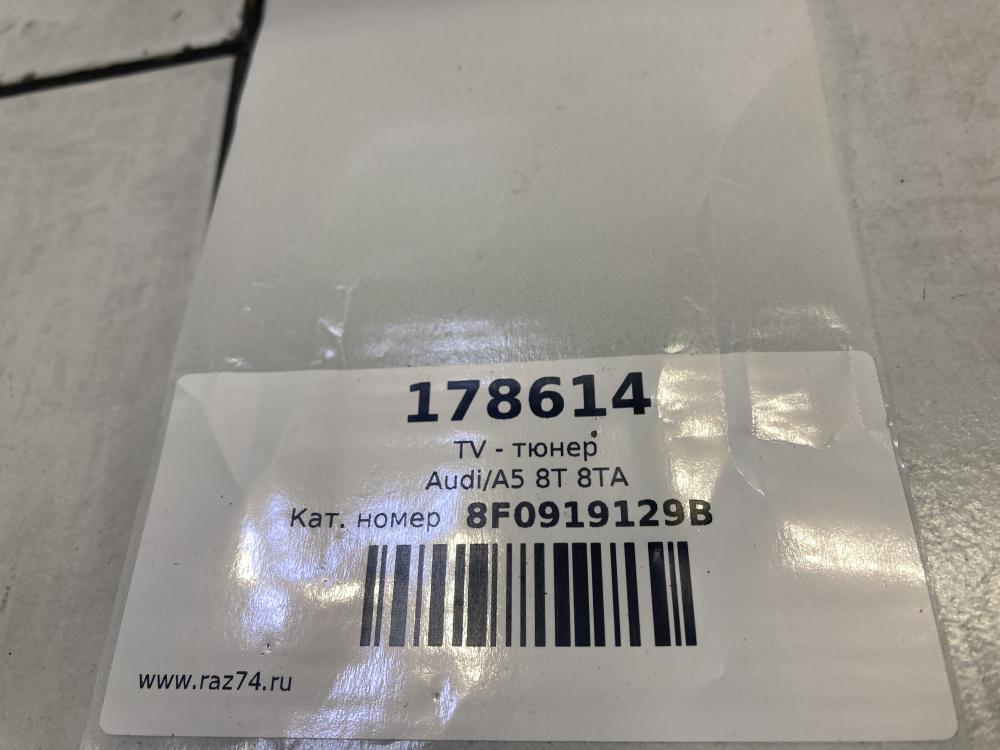 178614
TV - тюнер
Audi/A5 8T 8TA
Кат. номер 8F0919129B
www.raz74.ru